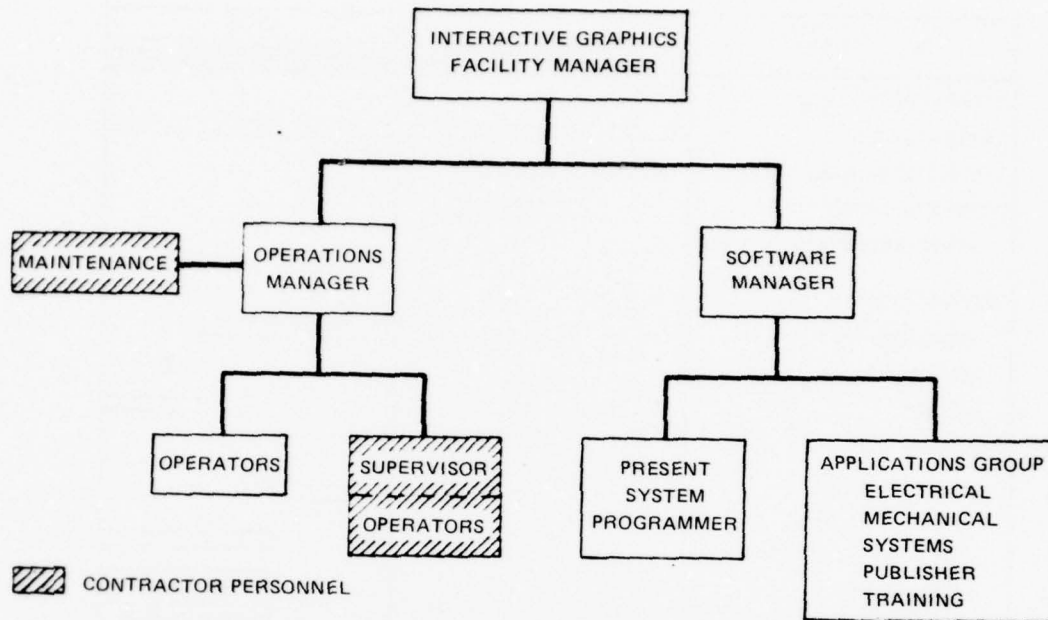 INTERACTIVE GRAPHICS
FACILITY MANAGER
MAINTENANCE
OPERATIONS
MANAGER
SOFTWARE
MANAGER
OPERATORS
SUPERVISOR
OPERATORS
PRESENT
SYSTEM
PROGRAMMER
APPLICATIONS GROUP
ELECTRICAL
MECHANICAL
SYSTEMS
PUBLISHER
TRAINING
CONTRACTOR PERSONNEL